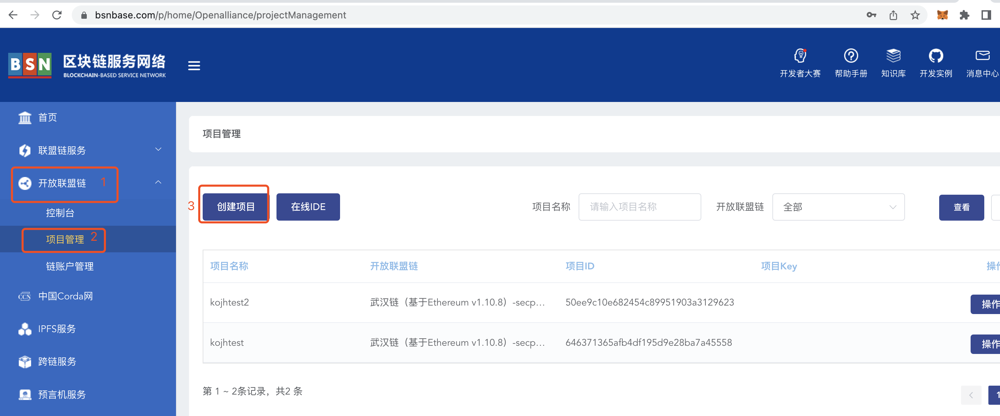 bsnbase.com/p/home/Openalliance/projectManagement
BSN
区块链服务网络
BLOCKCHAIN-BASED SERVICE NETWORK
开发者大赛
帮助手册
知识库
开发实例
消息中心
首页
联盟链服务
开放联盟链 1
控制台
项目管理 2
链账户管理
CCN 中国Corda网
IPFS服务
跨链服务
预言机服务
项目管理
3 创建项目 在线IDE 项目名称 请输入项目名称 开放联盟链 全部 查看
项目名称 开放联盟链 项目ID 项目Key 操作
kojhtest2 武汉链（基于Ethereum v1.10.8）-secp... 50ee9c10e682454c89951903a3129623 操作
kojhtest 武汉链（基于Ethereum v1.10.8）-secp... 646371365afb4df195d9e28ba7a45558 操作
第 1 ~ 2条记录，共2 条
1